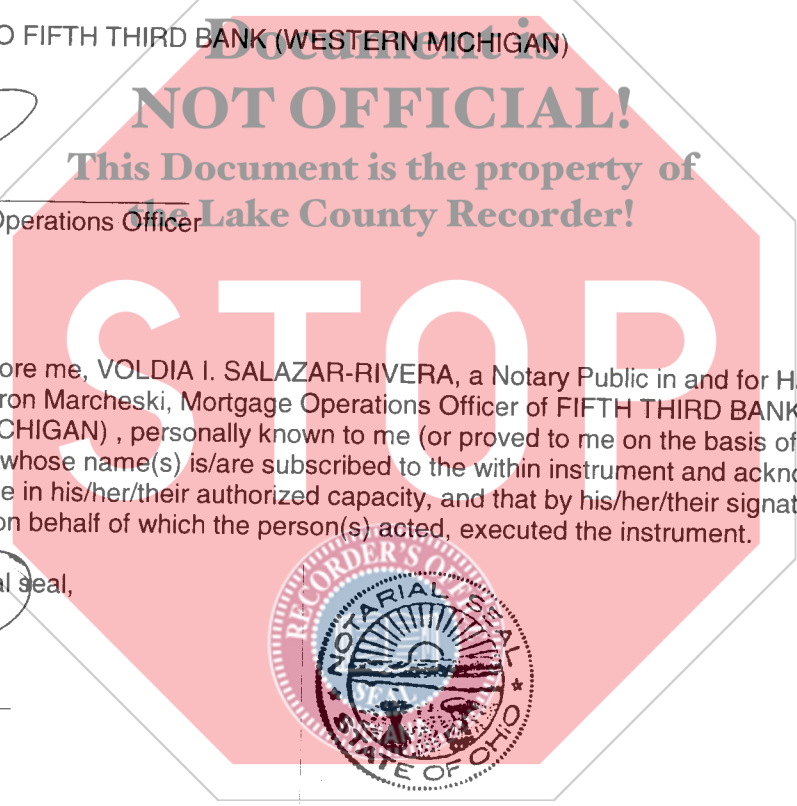 O FIFTH THIRD BANK (WESTERN MICHIGAN)
Document is
NOT OFFICIAL!
This Document is the property of
the Lake County Recorder!
Operations Officer
STOP
ore me, VOLDIA I. SALAZAR-RIVERA, a Notary Public in and for H
ron Marcheski, Mortgage Operations Officer of FIFTH THIRD BANK
CHIGAN) , personally known to me (or proved to me on the basis of
whose name(s) is/are subscribed to the within instrument and ackno
e in his/her/their authorized capacity, and that by his/her/their signat
on behalf of which the person(s) acted, executed the instrument.
al seal,
RECORDER'S OFFICE
SEAL
NOTARIAL SEAL
STATE OF OHIO